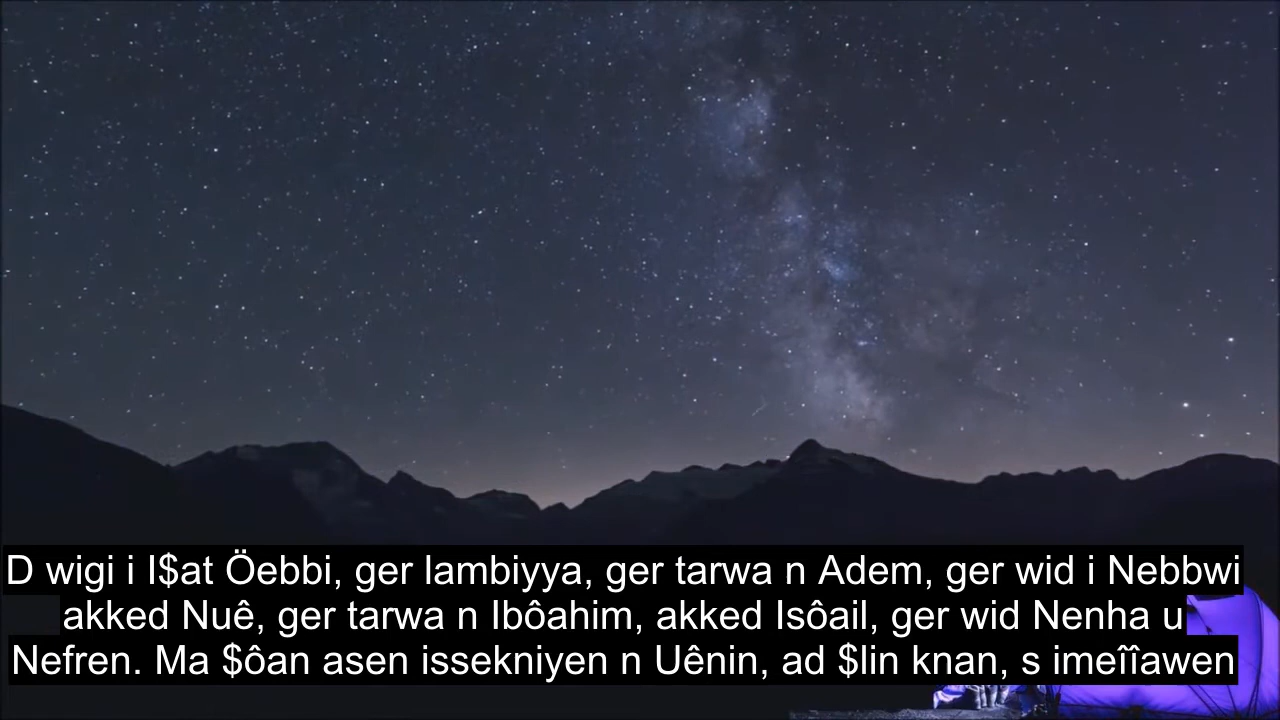 D wigi i I$at Öebbi, ger lambiyya, ger tarwa n Adem, ger wid i Nebbwi
akked Nuê, ger tarwa n Ibôahim, akked Isôail, ger wid Nenha u
Nefren. Ma $ôan asen issekniyen n Uênin, ad $lin knan, s imeîîawen